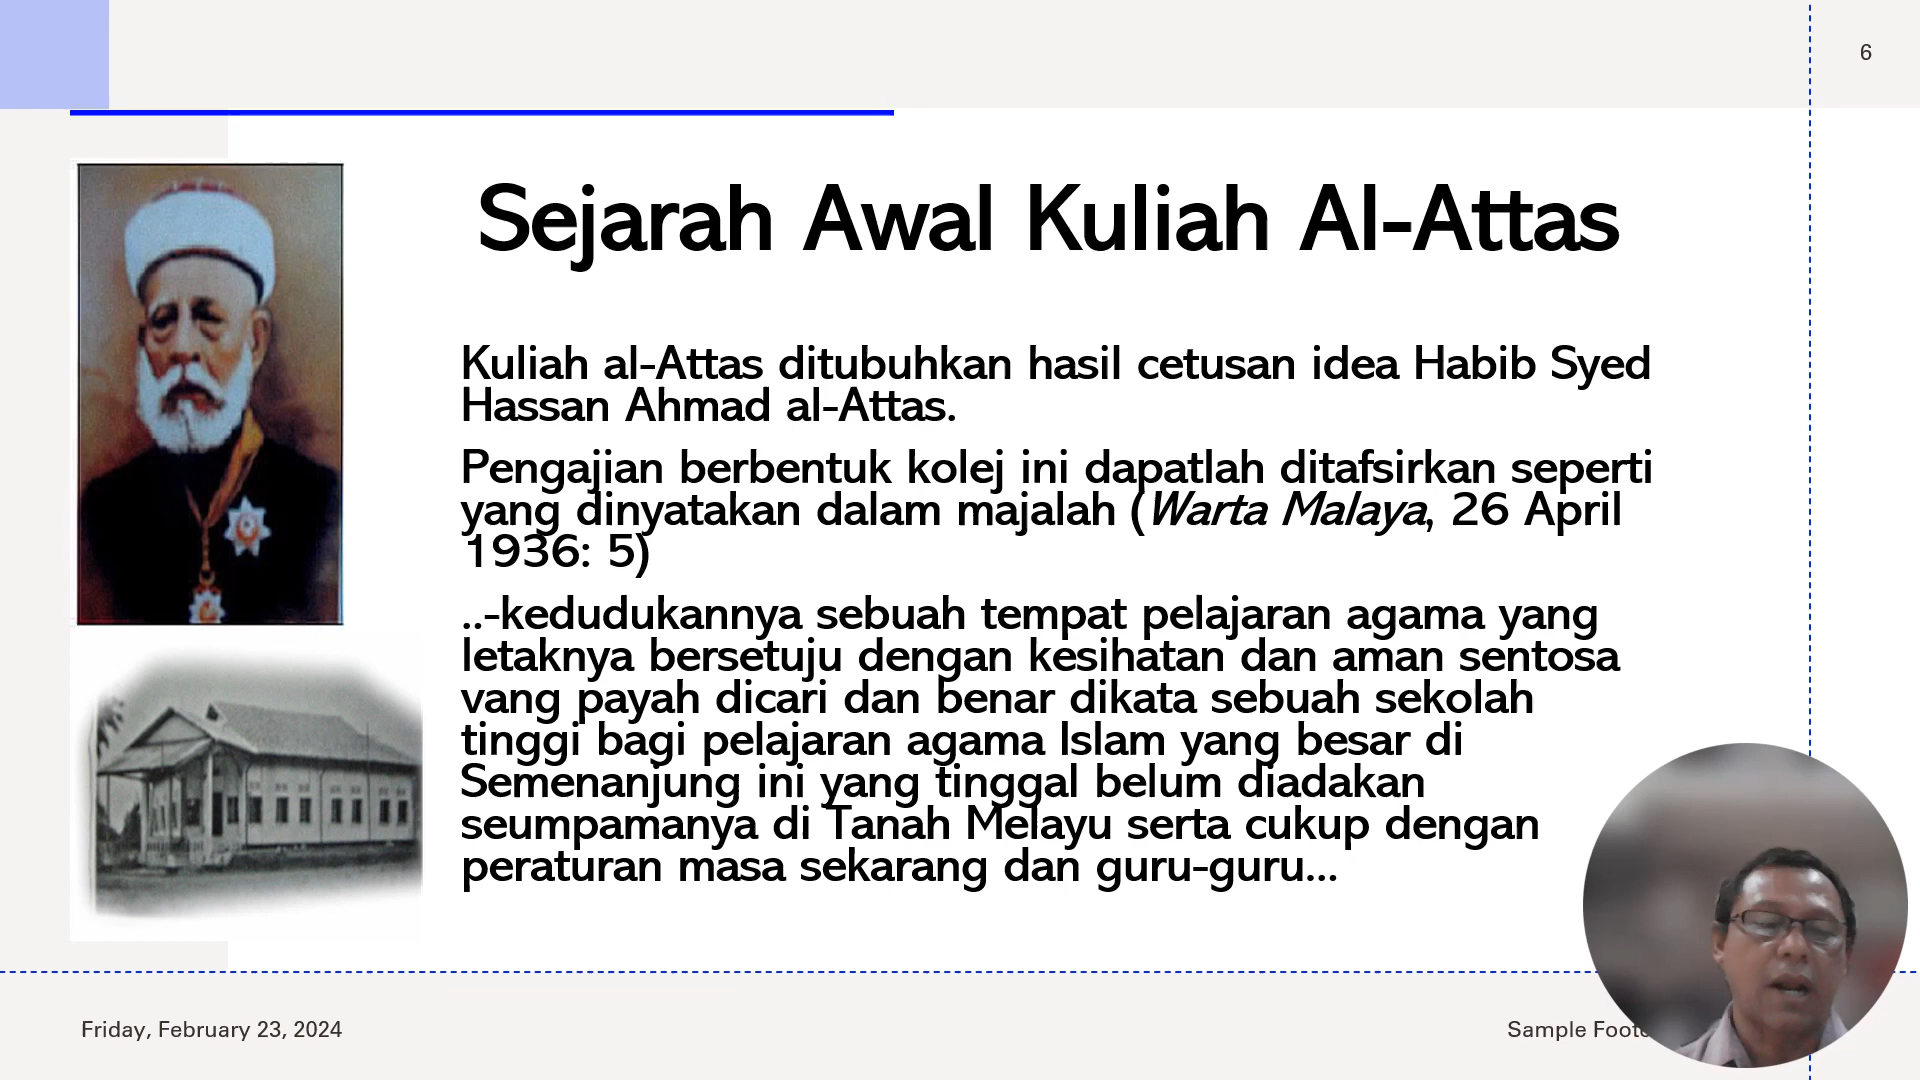 6
Sejarah Awal Kuliah Al-Attas
Kuliah al-Attas ditubuhkan hasil cetusan idea Habib Syed
Hassan Ahmad al-Attas.
Pengajian berbentuk kolej ini dapatlah ditafsirkan seperti
yang dinyatakan dalam majalah (Warta Malaya, 26 April
1936: 5)
..-kedudukannya sebuah tempat pelajaran agama yang
letaknya bersetuju dengan kesihatan dan aman sentosa
vang payah dicari dan benar dikata sebuah sekolah
tinggi bagi pelajaran agama Islam yang besar di
Semenanjung ini yang tinggal belum diadakan
seumpamanya di Tanah Melayu serta cukup dengan
peraturan masa sekarang dan guru-guru...
Friday, February 23, 2024
Sample